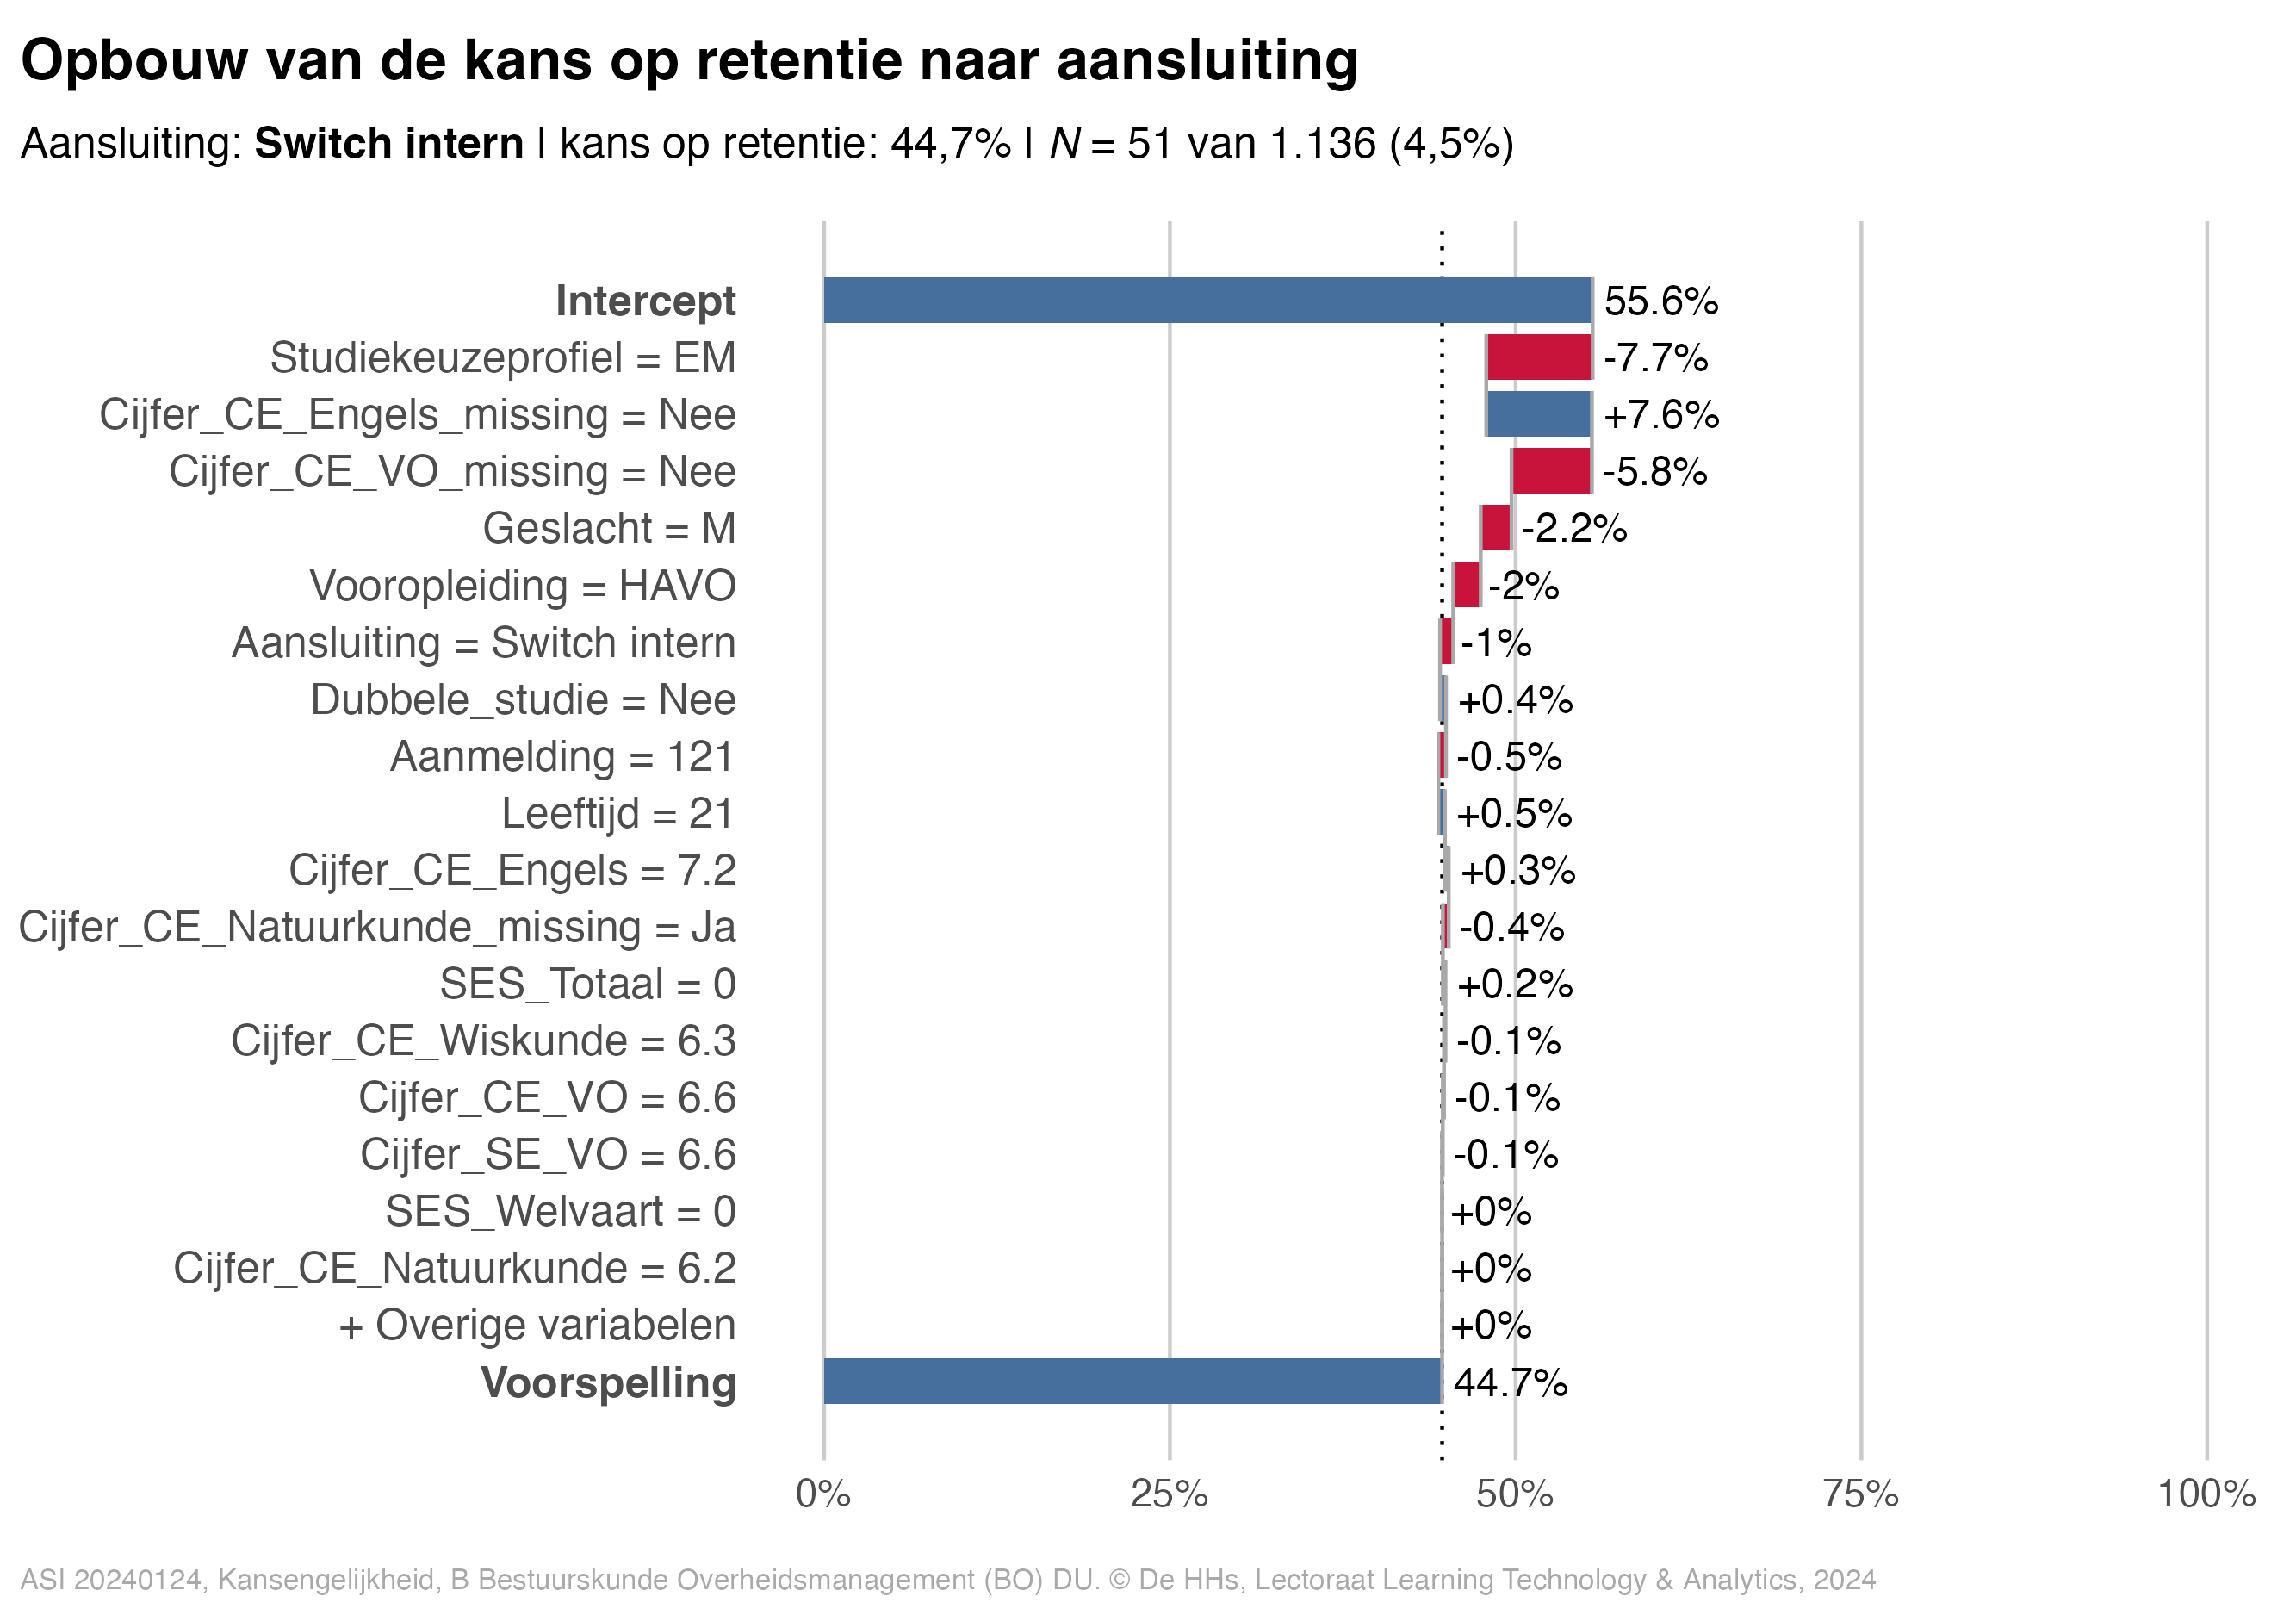 Opbouw van de kans op retentie naar aansluiting
Aansluiting: Switch intern | kans op retentie: 44,7% | N = 51 van 1.136 (4,5%)
Intercept 55.6%
Studiekeuzeprofiel = EM -7.7%
Cijfer_CE_Engels_missing = Nee +7.6%
Cijfer_CE_VO_missing = Nee -5.8%
Geslacht = M -2.2%
Vooropleiding = HAVO -2%
Aansluiting = Switch intern -1%
Dubbele_studie = Nee +0.4%
Aanmelding = 121 -0.5%
Leeftijd = 21 +0.5%
Cijfer_CE_Engels = 7.2 +0.3%
Cijfer_CE_Natuurkunde_missing = Ja -0.4%
SES_Totaal = 0 +0.2%
Cijfer_CE_Wiskunde = 6.3 -0.1%
Cijfer_CE_VO = 6.6 -0.1%
Cijfer_SE_VO = 6.6 -0.1%
SES_Welvaart = 0 +0%
Cijfer_CE_Natuurkunde = 6.2 +0%
+ Overige variabelen +0%
Voorspelling 44.7%
0% 25% 50% 75% 100%
ASI 20240124, Kansengelijkheid, B Bestuurskunde Overheidsmanagement (BO) DU. © De HHs, Lectoraat Learning Technology & Analytics, 2024